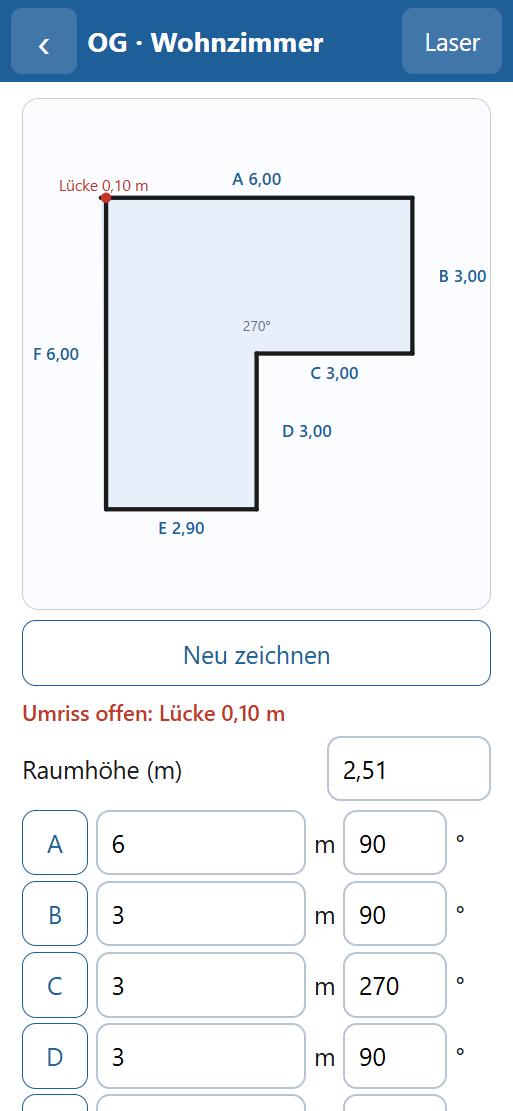 ‹ OG · Wohnzimmer Laser
Lücke 0,10 m
A 6,00
B 3,00
270°
F 6,00
C 3,00
D 3,00
E 2,90
Neu zeichnen
Umriss offen: Lücke 0,10 m
Raumhöhe (m) 2,51
A 6 m 90 °
B 3 m 90 °
C 3 m 270 °
D 3 m 90 °